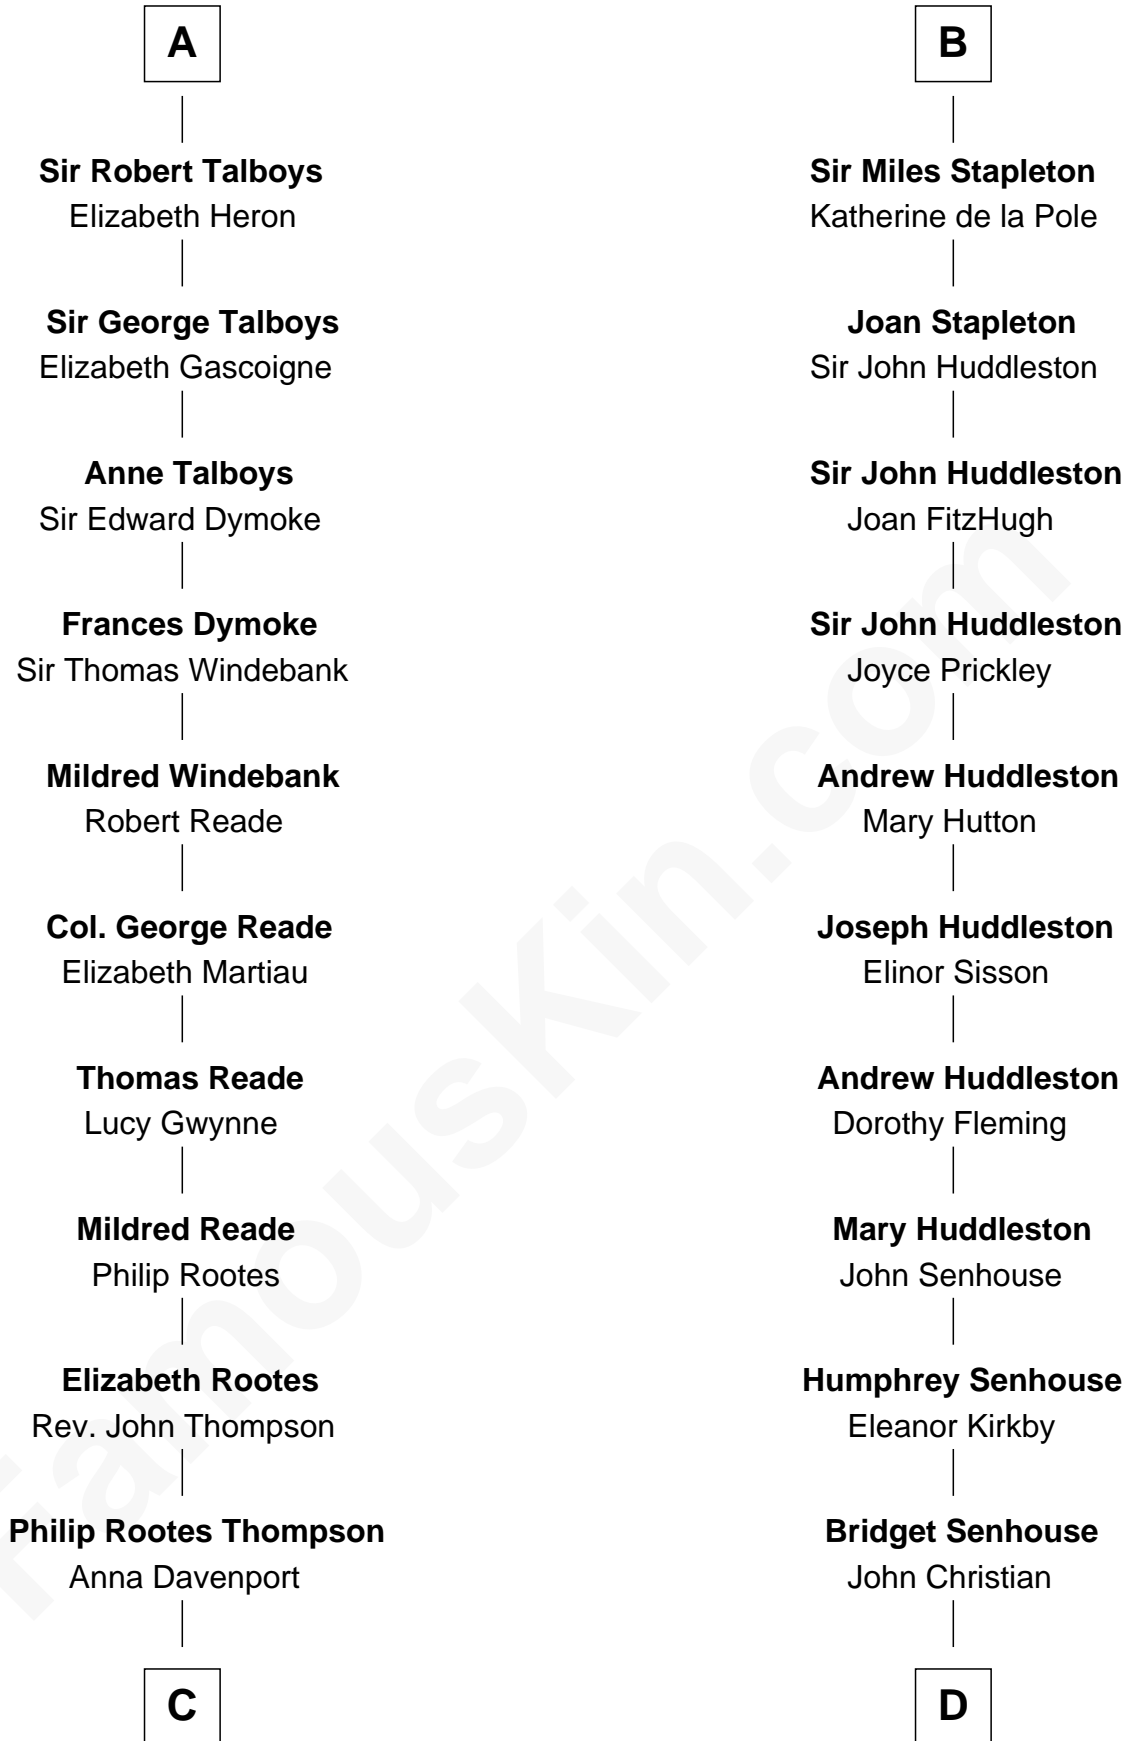 A
Sir Robert Talboys
Elizabeth Heron
Sir George Talboys
Elizabeth Gascoigne
Anne Talboys
Sir Edward Dymoke
Frances Dymoke
Sir Thomas Windebank
Mildred Windebank
Robert Reade
Col. George Reade
Elizabeth Martiau
Thomas Reade
Lucy Gwynne
Mildred Reade
Philip Rootes
Elizabeth Rootes
Rev. John Thompson
Philip Rootes Thompson
Anna Davenport
C
B
Sir Miles Stapleton
Katherine de la Pole
Joan Stapleton
Sir John Huddleston
Sir John Huddleston
Joan FitzHugh
Sir John Huddleston
Joyce Prickley
Andrew Huddleston
Mary Hutton
Joseph Huddleston
Elinor Sisson
Andrew Huddleston
Dorothy Fleming
Mary Huddleston
John Senhouse
Humphrey Senhouse
Eleanor Kirkby
Bridget Senhouse
John Christian
D
FamousKin.com